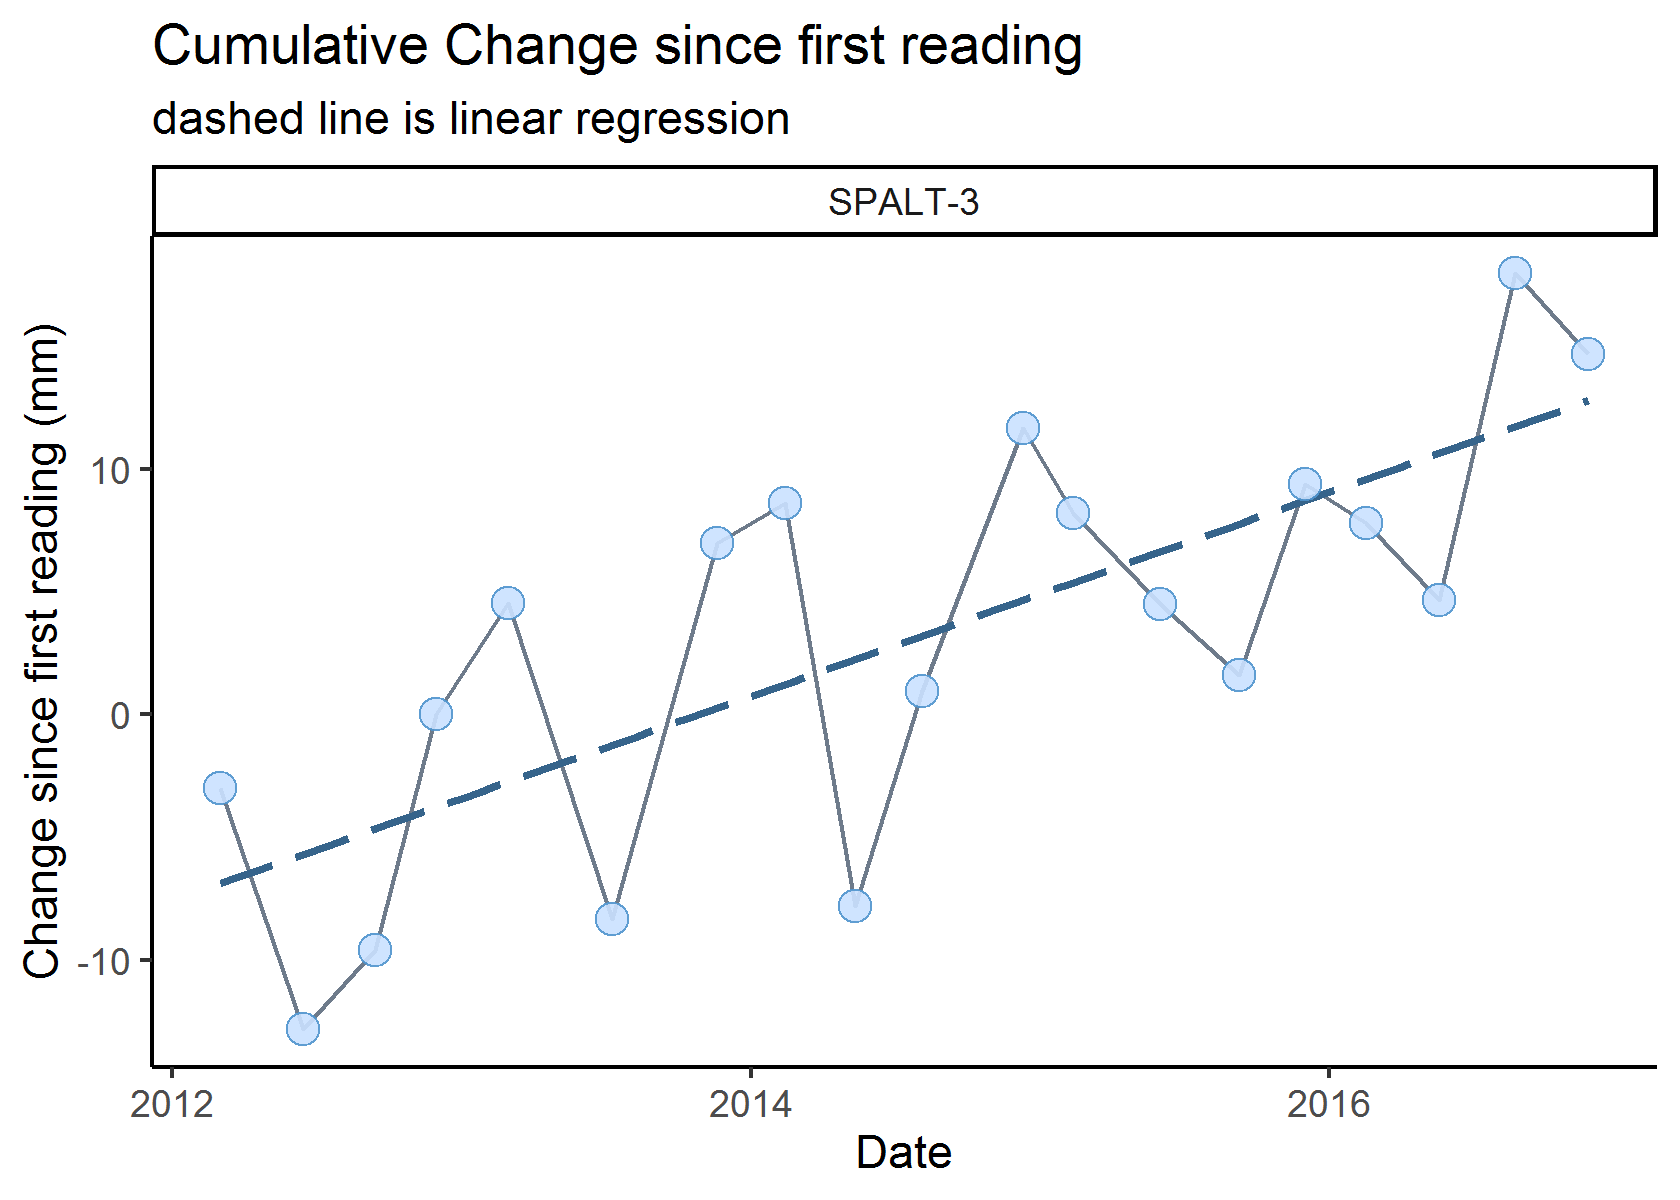 Cumulative Change since first reading
dashed line is linear regression
SPALT-3
Change since first reading (mm)
10
0
-10
2012
2014
2016
Date